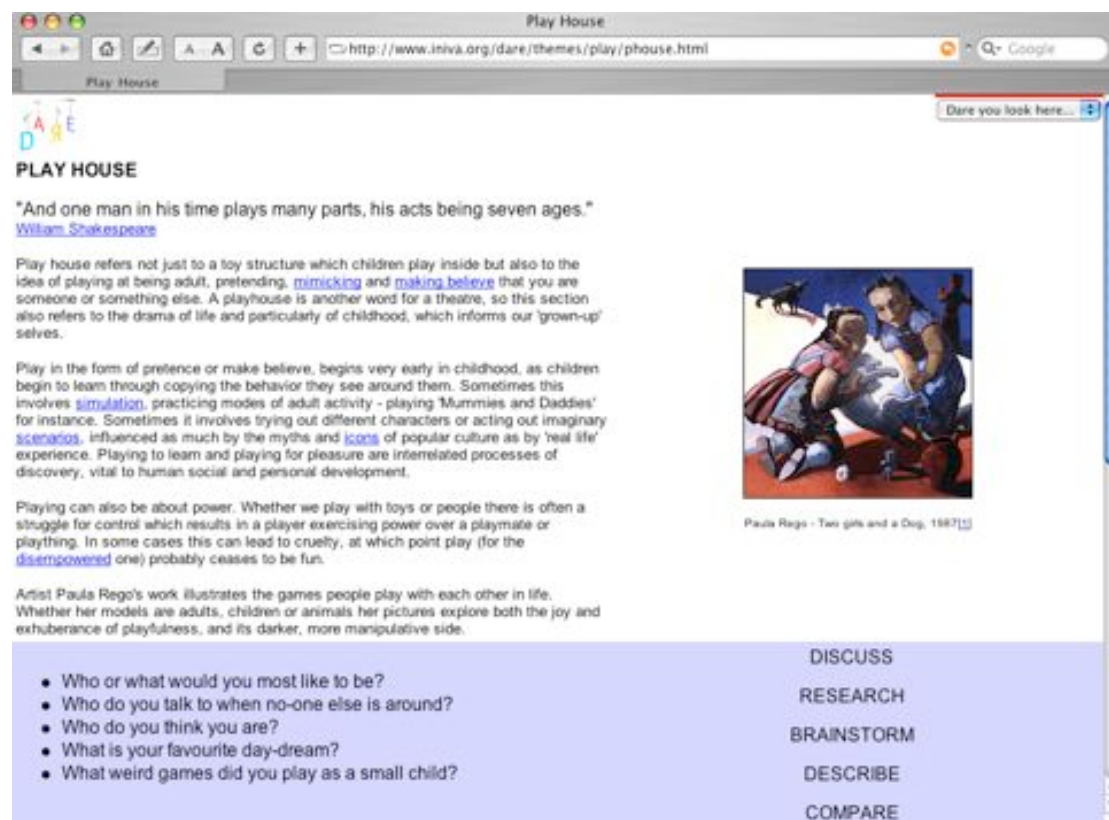 Play House
http://www.iniva.org/dare/themes/play/phouse.html
Google
Play House
DARE
Dare you look here...
PLAY HOUSE
"And one man in his time plays many parts, his acts being seven ages."
William Shakespeare
Play house refers not just to a toy structure which children play inside but also to the
idea of playing at being adult, pretending, mimicking and making believe that you are
someone or something else. A playhouse is another word for a theatre, so this section
also refers to the drama of life and particularly of childhood, which informs our 'grown-up'
selves.
Play in the form of pretence or make believe, begins very early in childhood, as children
begin to learn through copying the behavior they see around them. Sometimes this
involves simulation, practicing modes of adult activity - playing 'Mummies and Daddies'
for instance. Sometimes it involves trying out different characters or acting out imaginary
scenarios, influenced as much by the myths and icons of popular culture as by 'real life'
experience. Playing to learn and playing for pleasure are interrelated processes of
discovery, vital to human social and personal development.
Playing can also be about power. Whether we play with toys or people there is often a
struggle for control which results in a player exercising power over a playmate or
plaything. In some cases this can lead to cruelty, at which point play (for the
disempowered one) probably ceases to be fun.
Artist Paula Rego's work illustrates the games people play with each other in life.
Whether her models are adults, children or animals her pictures explore both the joy and
exhuberance of playfulness, and its darker, more manipulative side.
Paula Rego - Two girls and a Dog, 1987[1]
• Who or what would you most like to be?
• Who do you talk to when no-one else is around?
• Who do you think you are?
• What is your favourite day-dream?
• What weird games did you play as a small child?
DISCUSS
RESEARCH
BRAINSTORM
DESCRIBE
COMPARE